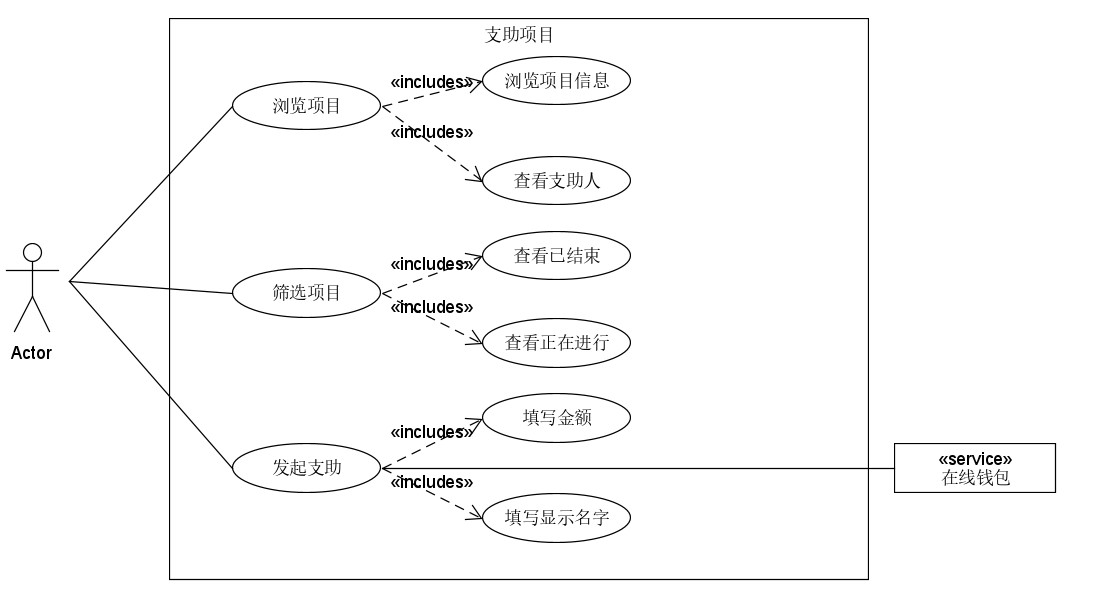 支助项目
«includes»
浏览项目信息
浏览项目
«includes»
查看支助人
查看已结束
«includes»
筛选项目
«includes»
查看正在进行
Actor
填写金额
«includes»
发起支助
«service»
在线钱包
«includes»
填写显示名字